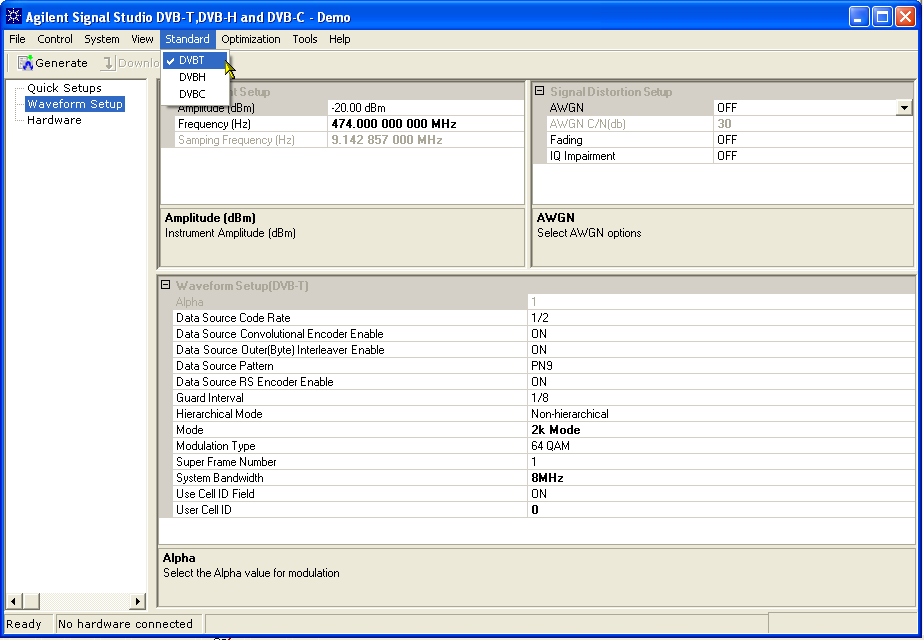 Agilent Signal Studio DVB-T,DVB-H and DVB-C - Demo
File Control System View Standard Optimization Tools Help
Generate Downlo
DVBT
DVBH
DVBC
Quick Setups
Waveform Setup
Hardware
Setup
Amplitude (dBm) -20.00 dBm
Frequency (Hz) 474.000 000 000 MHz
Samping Frequency (Hz) 9.142 857 000 MHz
Amplitude (dBm)
Instrument Amplitude (dBm)
Signal Distortion Setup
AWGN OFF
AWGN C/N(db) 30
Fading OFF
IQ Impairment OFF
AWGN
Select AWGN options
Waveform Setup(DVB-T)
Alpha 1
Data Source Code Rate 1/2
Data Source Convolutional Encoder Enable ON
Data Source Outer(Byte) Interleaver Enable ON
Data Source Pattern PN9
Data Source RS Encoder Enable ON
Guard Interval 1/8
Hierarchical Mode Non-hierarchical
Mode 2k Mode
Modulation Type 64 QAM
Super Frame Number 1
System Bandwidth 8MHz
Use Cell ID Field ON
User Cell ID 0
Alpha
Select the Alpha value for modulation
Ready No hardware connected